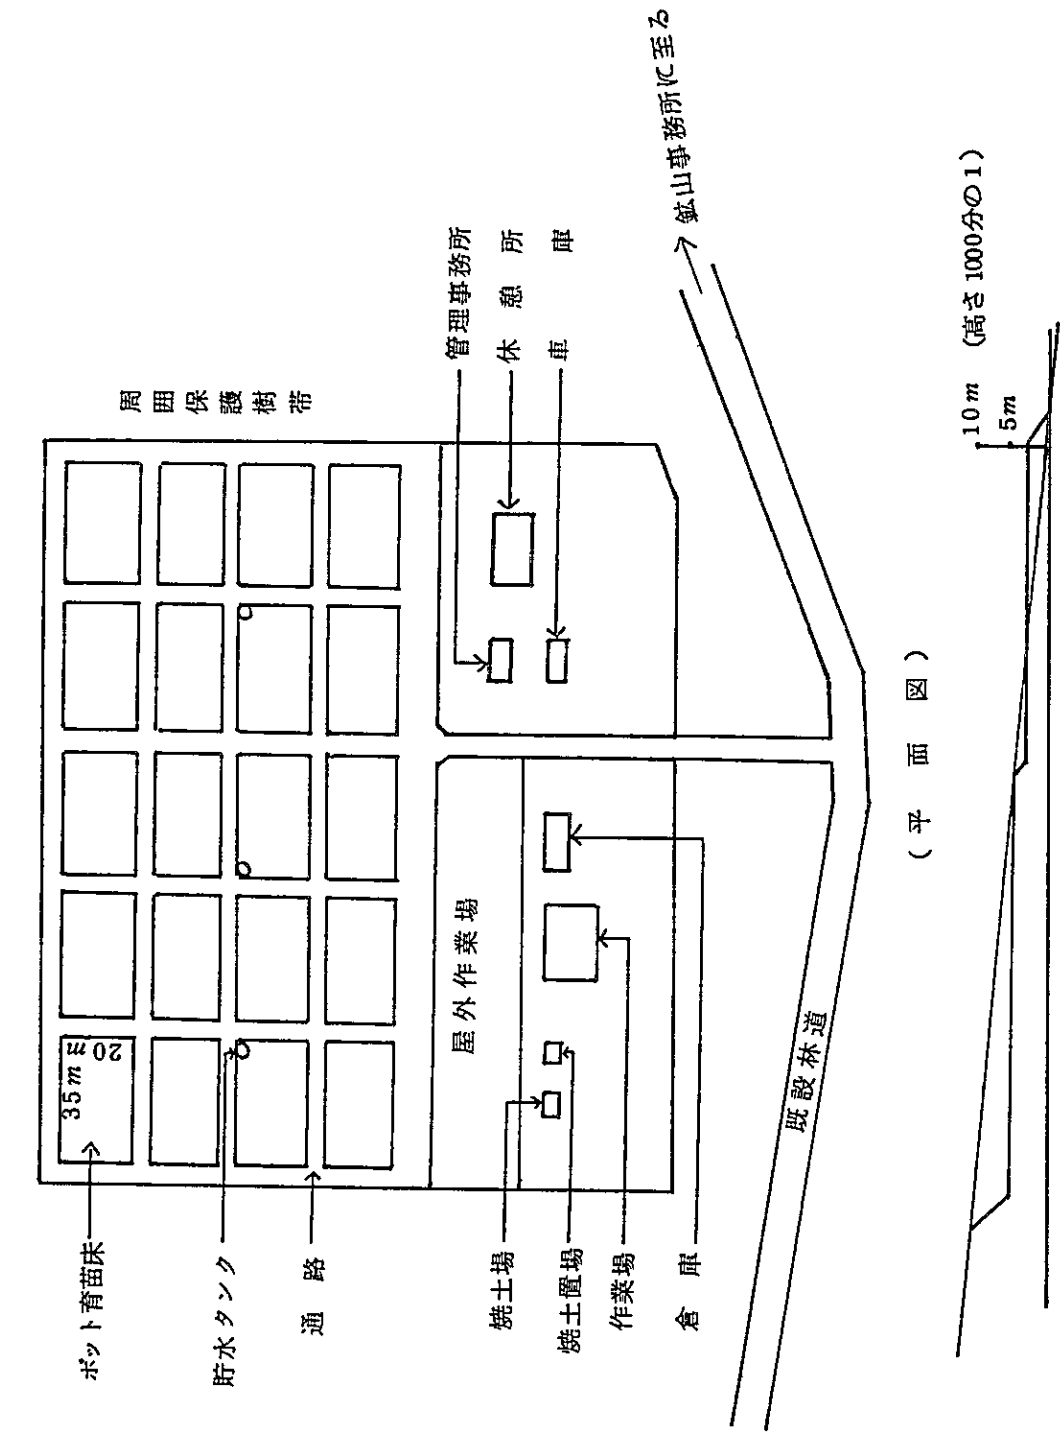 ポット育苗床
35m
20m
貯水タンク
通路
周囲保護樹帯
焼土場
焼土置場
作業場
倉庫
屋外作業場
管理事務所
休憩所
車庫
既設林道
鉱山事務所に至る
(平面図)
10m
5m
(高さ1000分の1)